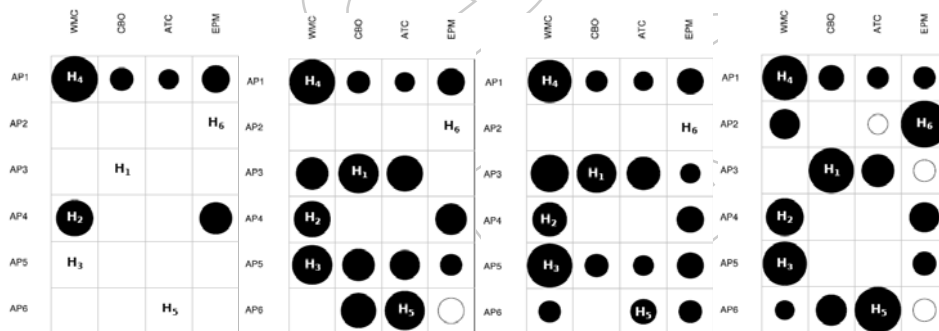 WMC CBO ATC EPM WMC CBO ATC EPM WMC CBO ATC EPM WMC CBO ATC EPM
AP1 H₄ AP1 H₄ AP1 H₄ AP1 H₄
AP2 H₆ AP2 H₆ AP2 H₆ AP2 H₆
AP3 H₁ AP3 H₁ AP3 H₁ AP3 H₁
AP4 H₂ AP4 H₂ AP4 H₂ AP4 H₂
AP5 H₃ AP5 H₃ AP5 H₃ AP5 H₃
AP6 H₅ AP6 H₅ AP6 H₅ AP6 H₅